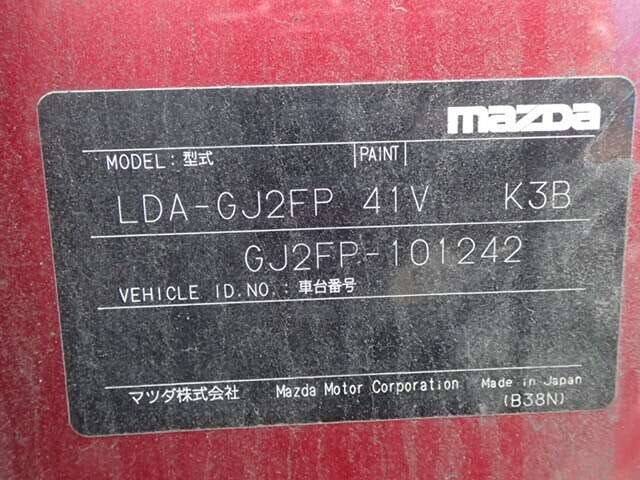 mazda
MODEL: 型式 PAINT
LDA-GJ2FP 41V K3B
GJ2FP-101242
VEHICLE ID.NO.: 車台番号
マツダ株式会社 Mazda Motor Corporation Made in Japan
(B38N)